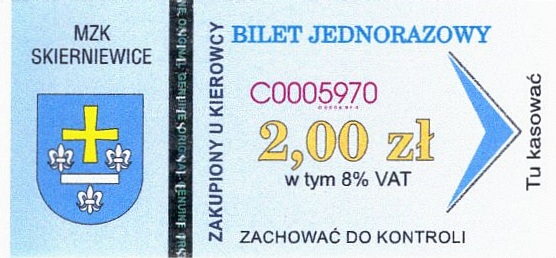 MZK
SKIERNIEWICE
ZAKUPIONY U KIEROWCY
BILET JEDNORAZOWY
C0005970
2,00 zł
w tym 8% VAT
ZACHOWAĆ DO KONTROLI
Tu kasować